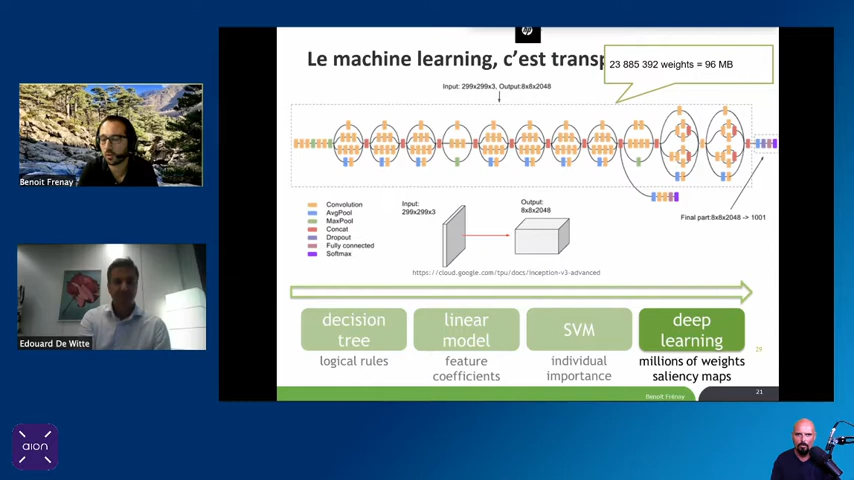 hp
Le machine learning, c'est transp
23 885 392 weights = 96 MB
Input: 299x299x3, Output:8x8x2048
Convolution
AvgPool
MaxPool
Concat
Dropout
Fully connected
Softmax
Input:
299x299x3
Output:
8x8x2048
Final part:8x8x2048 -> 1001
https://cloud.google.com/tpu/docs/inception-v3-advanced
decision
tree
linear
model
SVM
deep
learning
logical rules
feature
coefficients
individual
importance
millions of weights
saliency maps
29
Benoit Frénay
21
Benoit Frenay
Edouard De Witte
aion